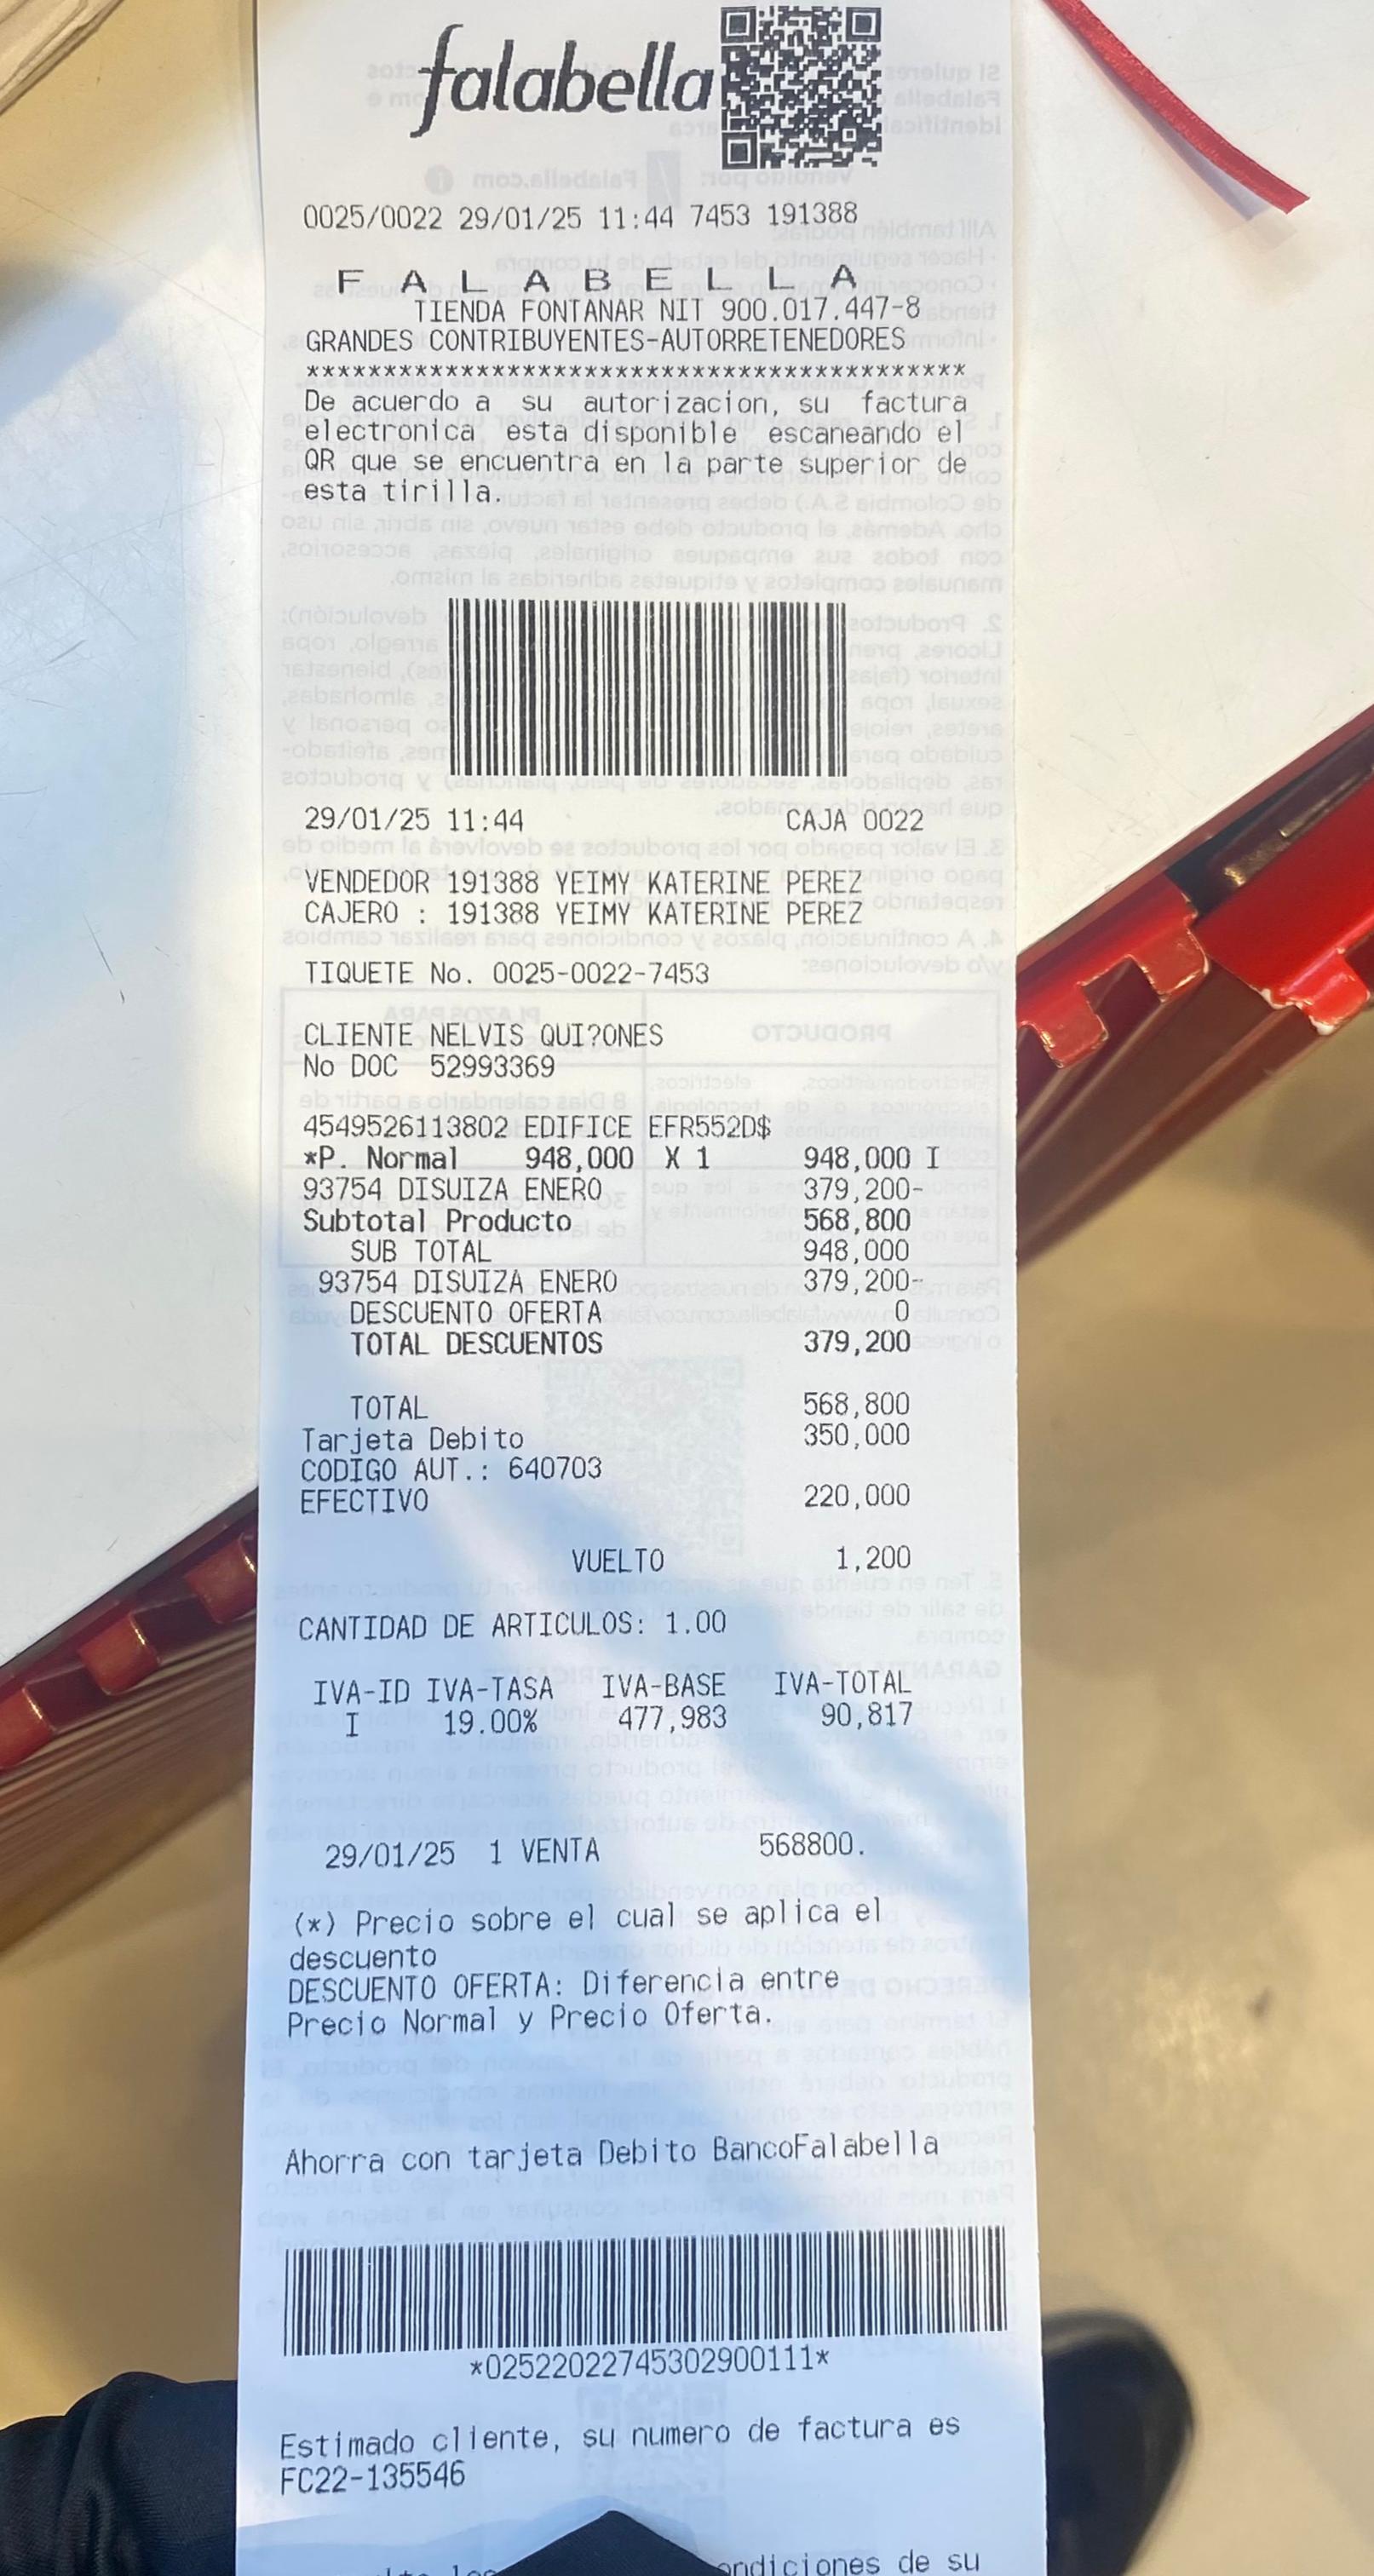 falabella
0025/0022 29/01/25 11:44 7453 191388
F A L A B E L L A
TIENDA FONTANAR NIT 900.017.447-8
GRANDES CONTRIBUYENTES-AUTORRETENEDORES
******************************************
De acuerdo a su autorizacion, su factura
electronica esta disponible escaneando el
QR que se encuentra en la parte superior de
esta tirilla.
29/01/25 11:44 CAJA 0022
VENDEDOR 191388 YEIMY KATERINE PEREZ
CAJERO : 191388 YEIMY KATERINE PEREZ
TIQUETE No. 0025-0022-7453
CLIENTE NELVIS QUI?ONES
No DOC 52993369
4549526113802 EDIFICE EFR552D$
*P. Normal 948,000 X 1 948,000 I
93754 DISUIZA ENERO 379,200-
Subtotal Producto 568,800
SUB TOTAL 948,000
93754 DISUIZA ENERO 379,200-
DESCUENTO OFERTA 0
TOTAL DESCUENTOS 379,200
TOTAL 568,800
Tarjeta Debito 350,000
CODIGO AUT.: 640703
EFECTIVO 220,000
VUELTO 1,200
CANTIDAD DE ARTICULOS: 1.00
IVA-ID IVA-TASA IVA-BASE IVA-TOTAL
I 19.00% 477,983 90,817
29/01/25 1 VENTA 568800.
(*) Precio sobre el cual se aplica el
descuento
DESCUENTO OFERTA: Diferencia entre
Precio Normal y Precio Oferta.
Ahorra con tarjeta Debito BancoFalabella
*02522022745302900111*
Estimado cliente, su numero de factura es
FC22-135546
ondiciones de su